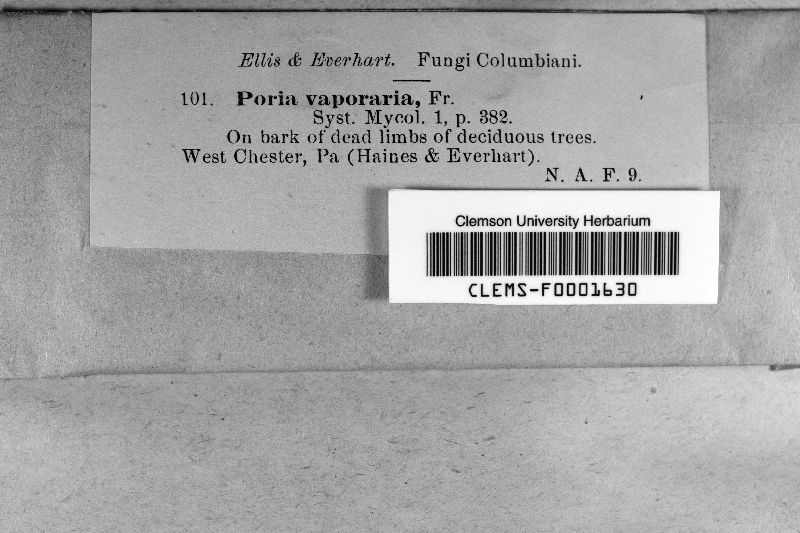 Ellis & Everhart. Fungi Columbiani.
101. Poria vaporaria, Fr.
Syst. Mycol. 1, p. 382.
On bark of dead limbs of deciduous trees.
West Chester, Pa (Haines & Everhart).
N. A. F. 9.
Clemson University Herbarium
CLEMS-F0001630